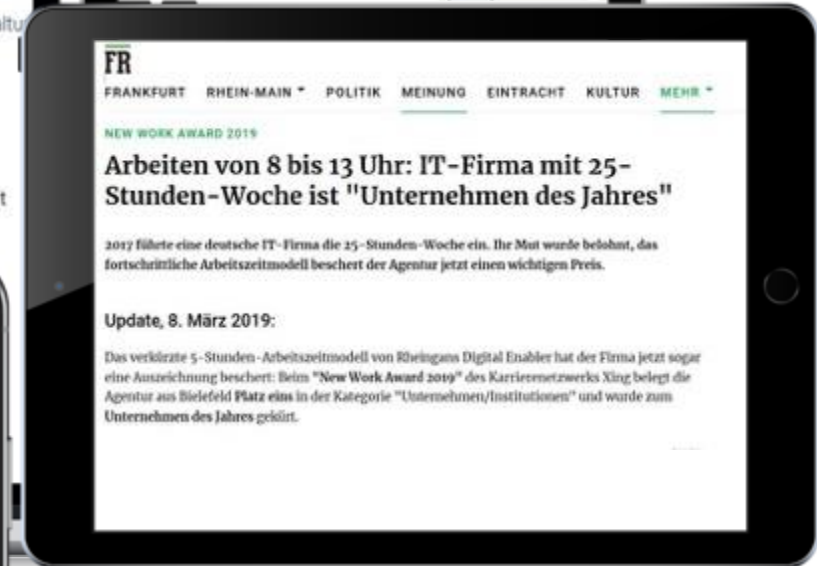 FR
FRANKFURT RHEIN-MAIN POLITIK MEINUNG EINTRACHT KULTUR MEHR
NEW WORK AWARD 2019
Arbeiten von 8 bis 13 Uhr: IT-Firma mit 25-
Stunden-Woche ist "Unternehmen des Jahres"
2017 führte eine deutsche IT-Firma die 25-Stunden-Woche ein. Ihr Mut wurde belohnt, das
fortschrittliche Arbeitszeitmodell beschert der Agentur jetzt einen wichtigen Preis.
Update, 8. März 2019:
Das verkürzte 5-Stunden-Arbeitszeitmodell von Rheingans Digital Enabler hat der Firma jetzt sogar
eine Auszeichnung beschert: Beim "New Work Award 2019" des Karrierenetzwerks Xing belegt die
Agentur aus Bielefeld Platz eins in der Kategorie "Unternehmen/Institutionen" und wurde zum
Unternehmen des Jahres gekürt.